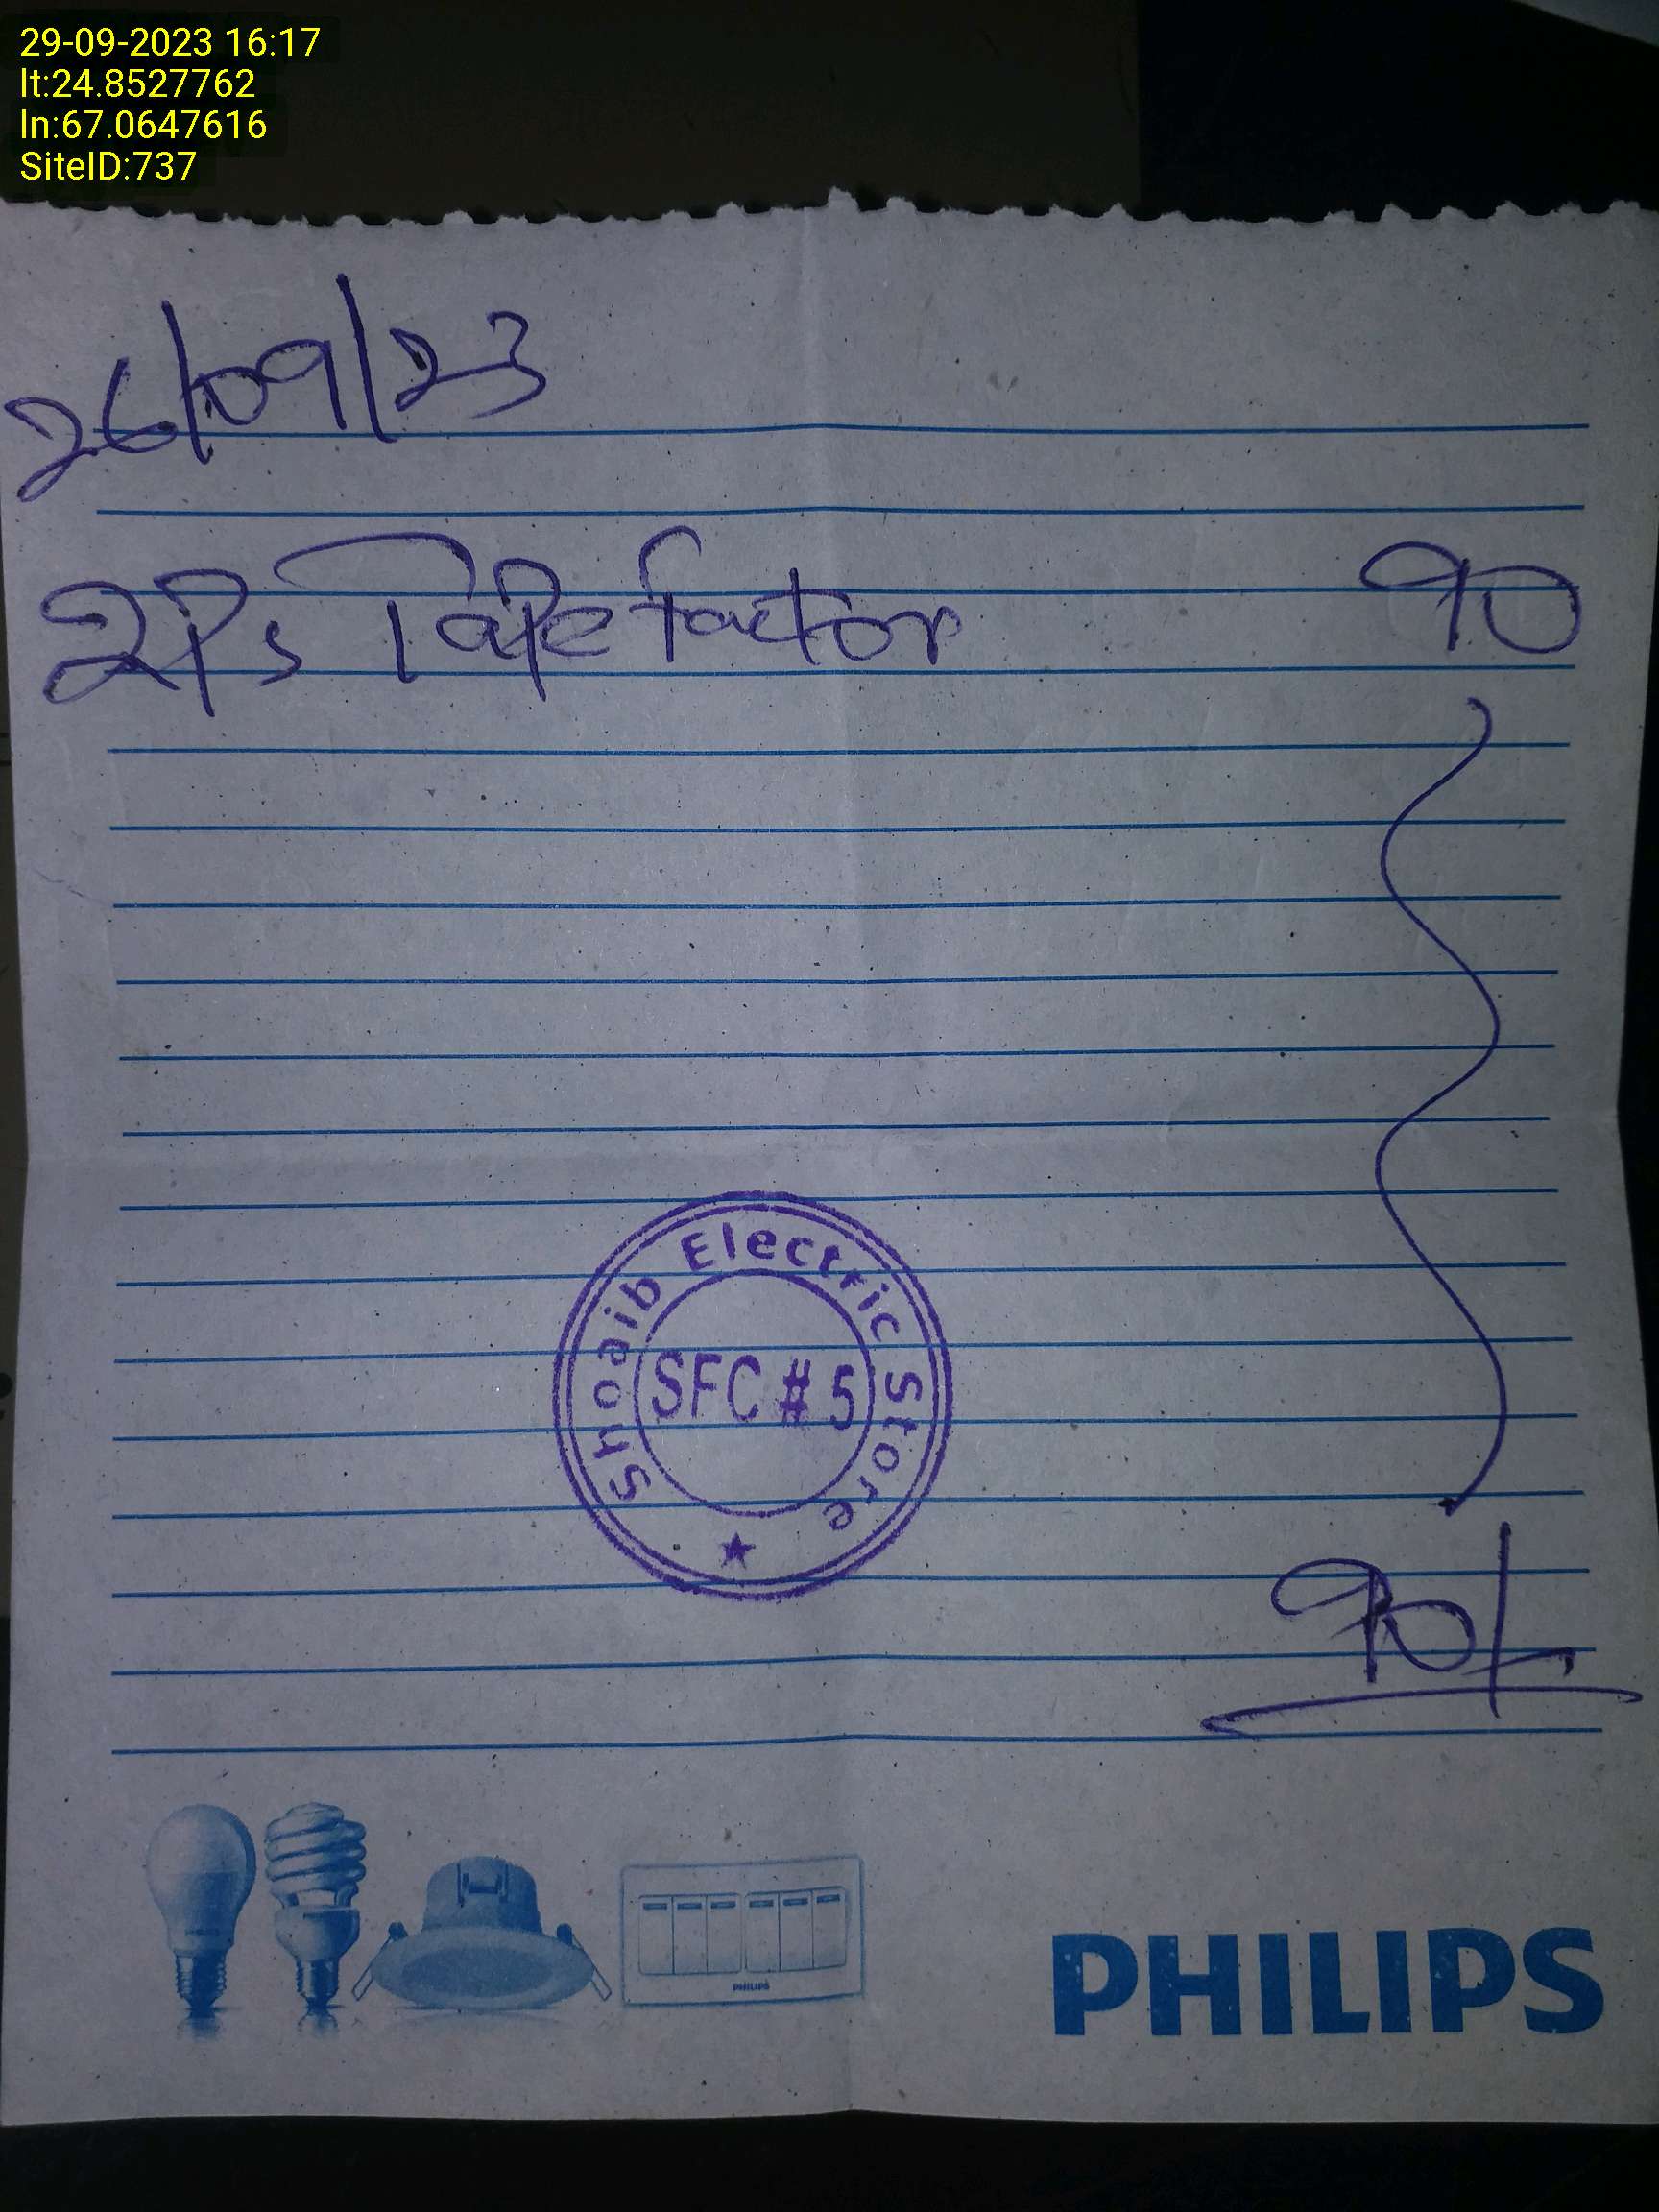 29-09-2023 16:17
lt:24.8527762
ln:67.0647616
SiteID:737
26/09/23
2Ps Tape factor 90
Shoaib Electric Store
SFC # 5
90/-
PHILIPS
PHILIPS